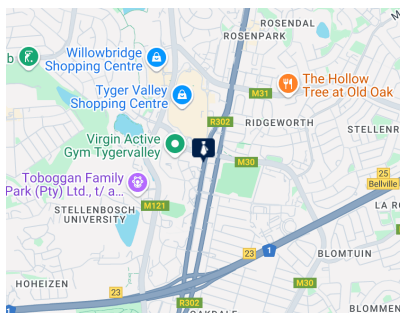 ROSENDAL
ROSENPARK
M
b
Willowbridge
Shopping Centre
Tyger Valley
Shopping Centre
M31
The Hollow
Tree at Old Oak
R302
RIDGEWORTH
STELLENR
Virgin Active
Gym Tygervalley
M30
Toboggan Family
Park (Pty) Ltd., t/ a...
25
Bellville
M121
STELLENBOSCH
UNIVERSITY
LA RO
23
1
BLOMTUIN
HOHEIZEN
23
M30
R302
OAKDALE
BLOMMEN